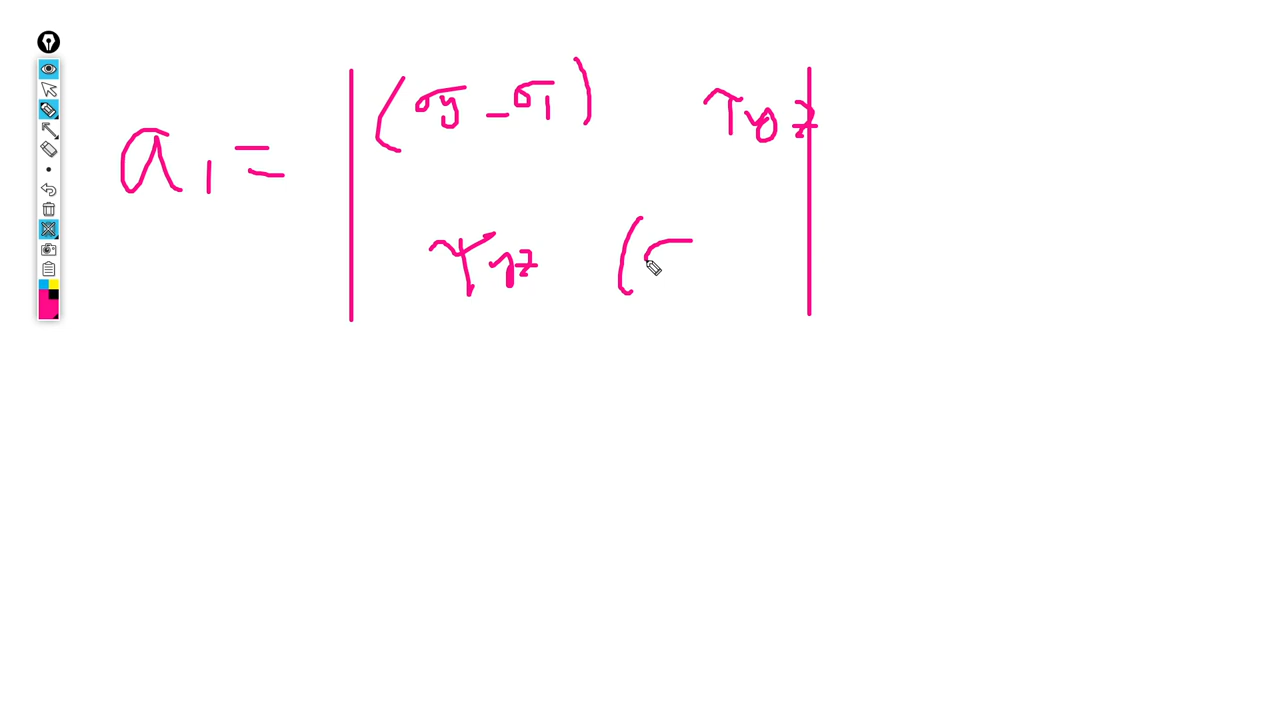 a₁ = | (σy - σ1) τyz |
τyz (σ